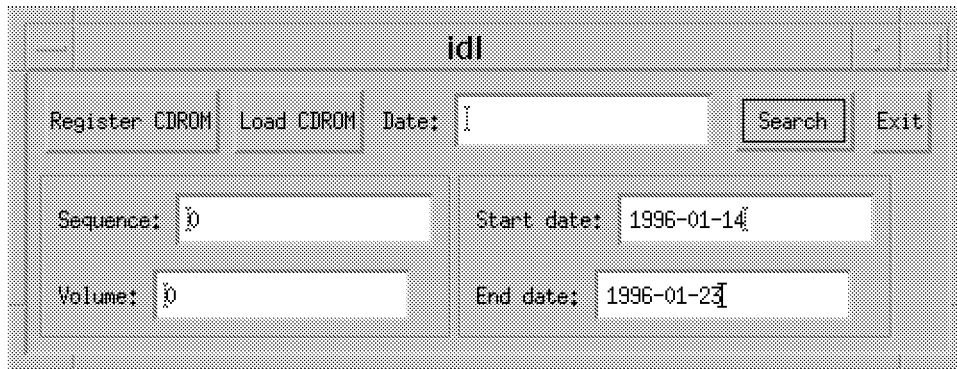 idl
Register CDROM Load CDROM Date: Search Exit
Sequence: 0 Start date: 1996-01-14
Volume: 0 End date: 1996-01-23